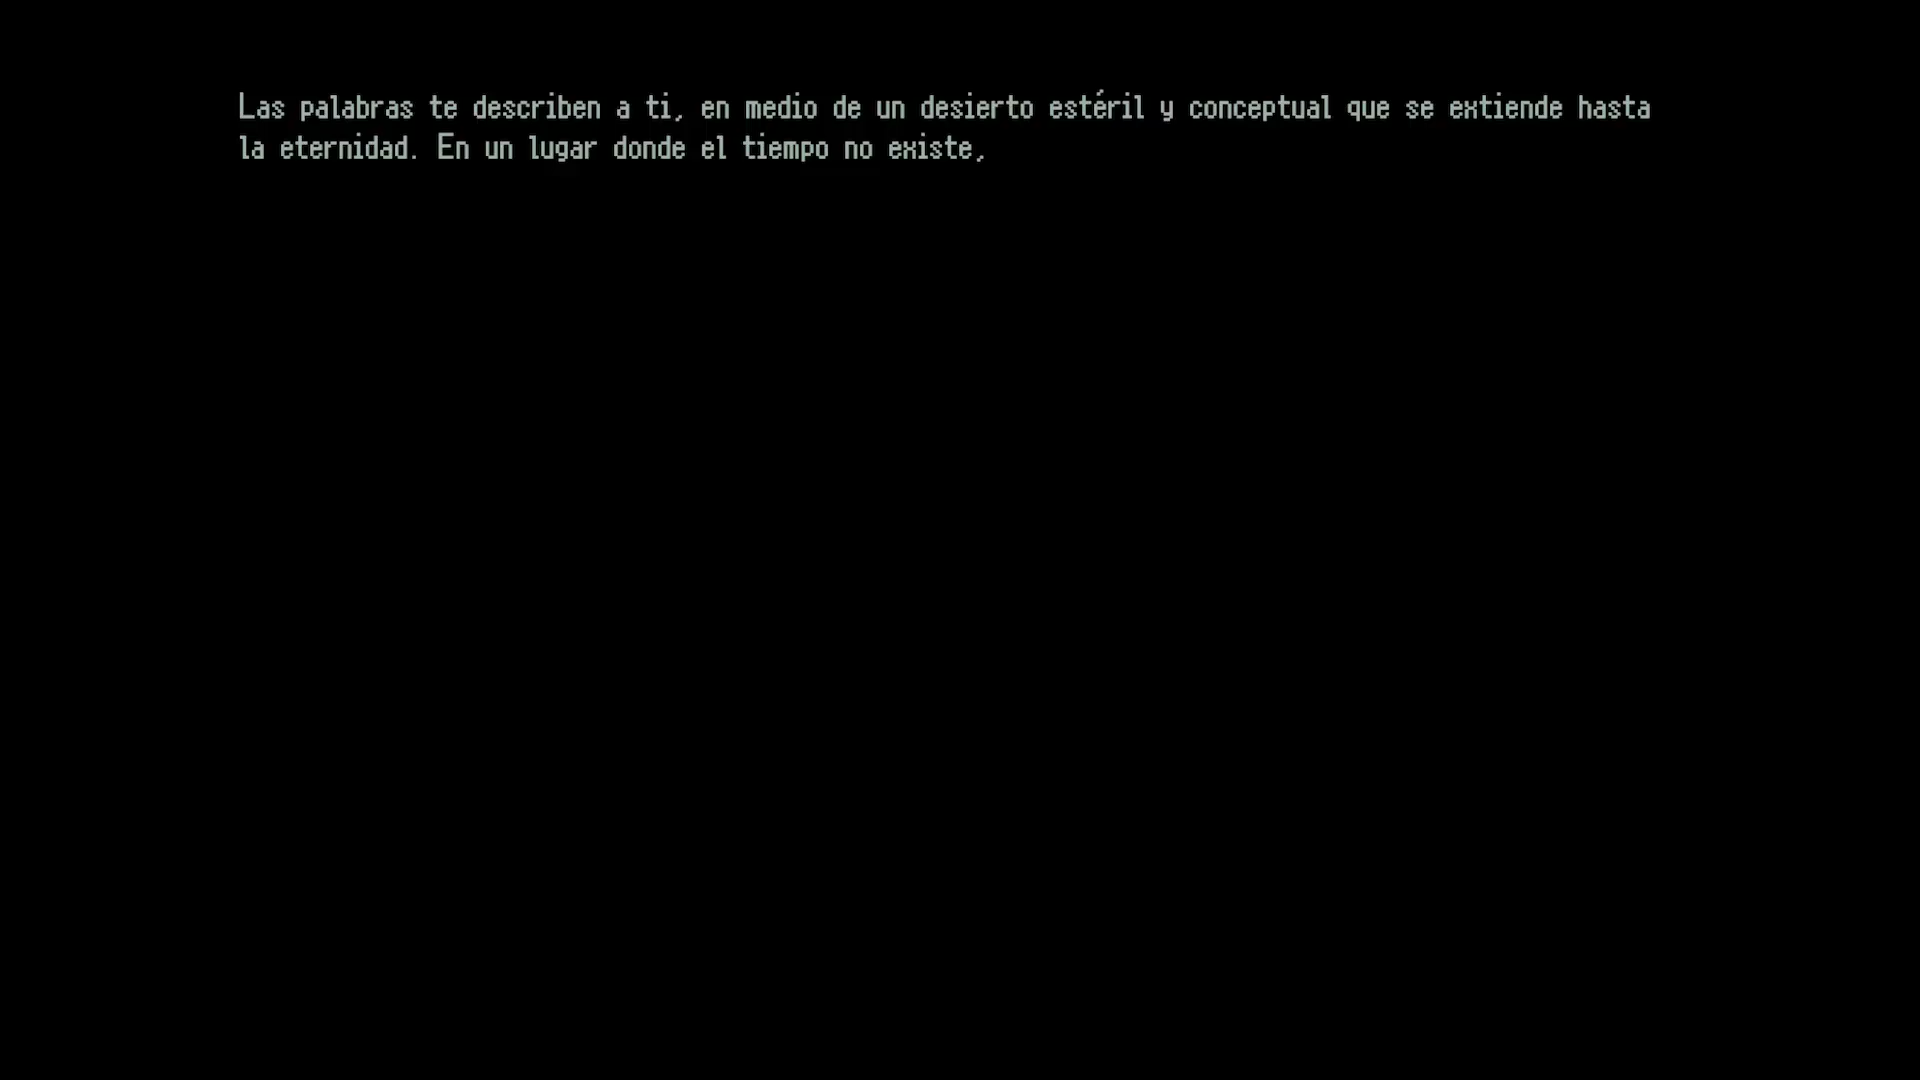 Las palabras te describen a ti, en medio de un desierto estéril y conceptual que se extiende hasta
la eternidad. En un lugar donde el tiempo no existe,